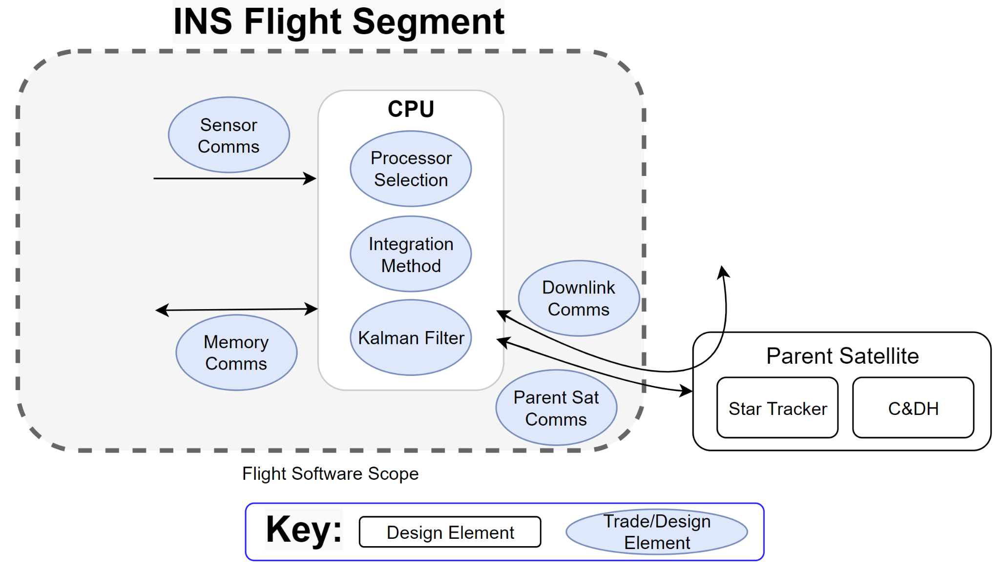 INS Flight Segment
Sensor
Comms
CPU
Processor
Selection
Integration
Method
Kalman Filter
Memory
Comms
Downlink
Comms
Parent Sat
Comms
Parent Satellite
Star Tracker
C&DH
Flight Software Scope
Key:
Design Element
Trade/Design
Element